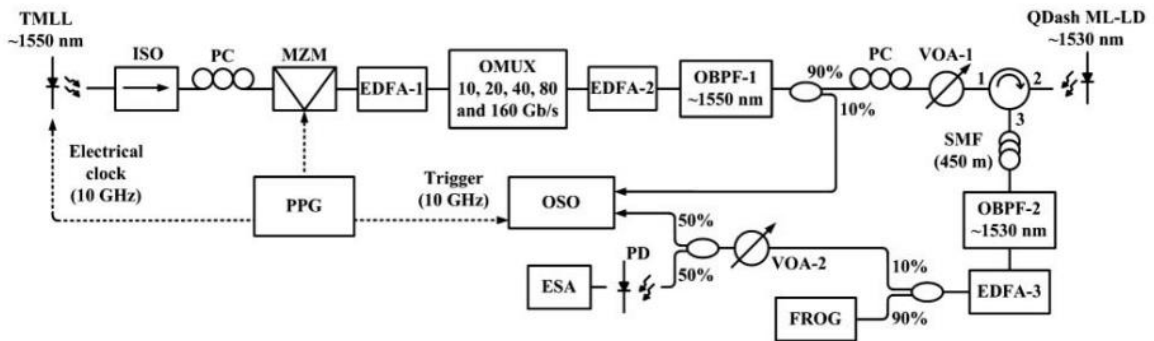 TMLL
~1550 nm
ISO
PC
MZM
EDFA-1
OMUX
10, 20, 40, 80
and 160 Gb/s
EDFA-2
OBPF-1
~1550 nm
90%
10%
PC
VOA-1
1
2
3
QDash ML-LD
~1530 nm
SMF
(450 m)
Electrical
clock
(10 GHz)
PPG
Trigger
(10 GHz)
OSO
OBPF-2
~1530 nm
50%
50%
VOA-2
PD
ESA
10%
90%
EDFA-3
FROG